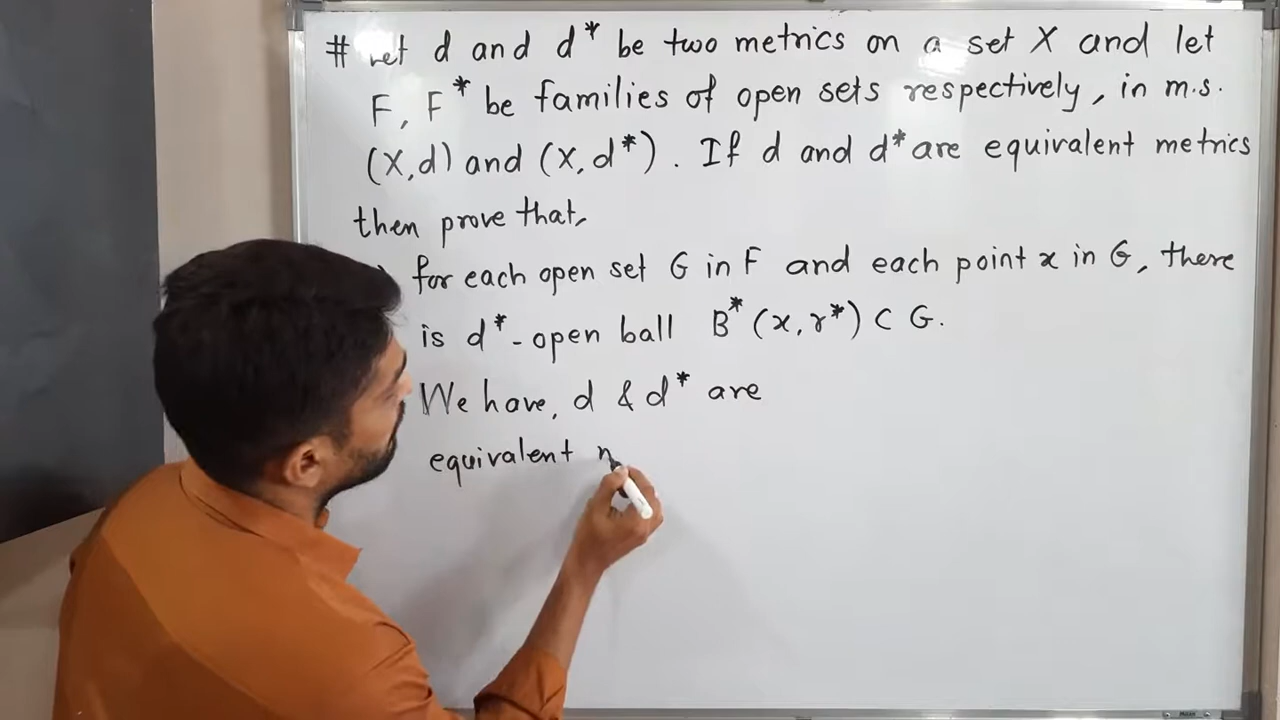 # Let d and d* be two metrics on a set X and let
F, F* be families of open sets respectively, in m.s.
(X,d) and (X,d*). If d and d* are equivalent metrics
then prove that,
for each open set G in F and each point x in G, there
is d*-open ball B*(x,r*) ⊂ G.
We have, d & d* are
equivalent